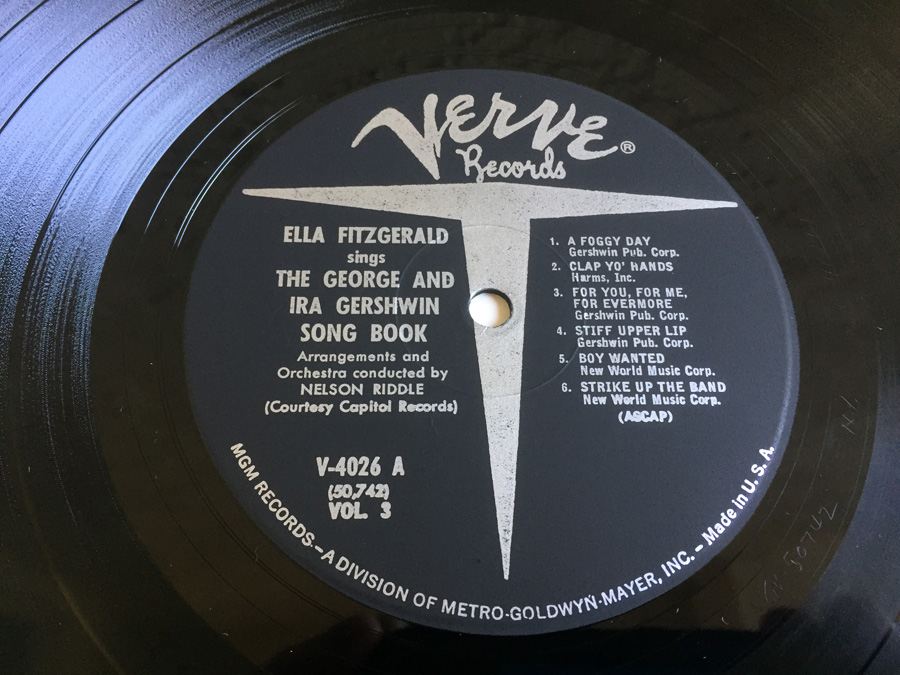 Verve®
Records
ELLA FITZGERALD
sings
THE GEORGE AND
IRA GERSHWIN
SONG BOOK
Arrangements and
Orchestra conducted by
NELSON RIDDLE
(Courtesy Capitol Records)
V-4026 A
(50,742)
VOL. 3
1. A FOGGY DAY
Gershwin Pub. Corp.
2. CLAP YO' HANDS
Harms, Inc.
3. FOR YOU, FOR ME,
FOR EVERMORE
Gershwin Pub. Corp.
4. STIFF UPPER LIP
Gershwin Pub. Corp.
5. BOY WANTED
New World Music Corp.
6. STRIKE UP THE BAND
New World Music Corp.
(ASCAP)
MGM RECORDS—A DIVISION OF METRO-GOLDWYN-MAYER, INC. - Made in U. S. A.
50742